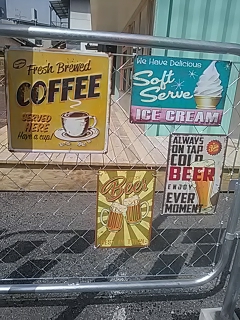 Fresh Brewed
COFFEE
SERVED
HERE
Have a cup!
We Have Delicious
Soft
Serve
ICE CREAM
ALWAYS
ON TAP
COLD
BEER
ENJOY
EVER
MOMENT
Beer